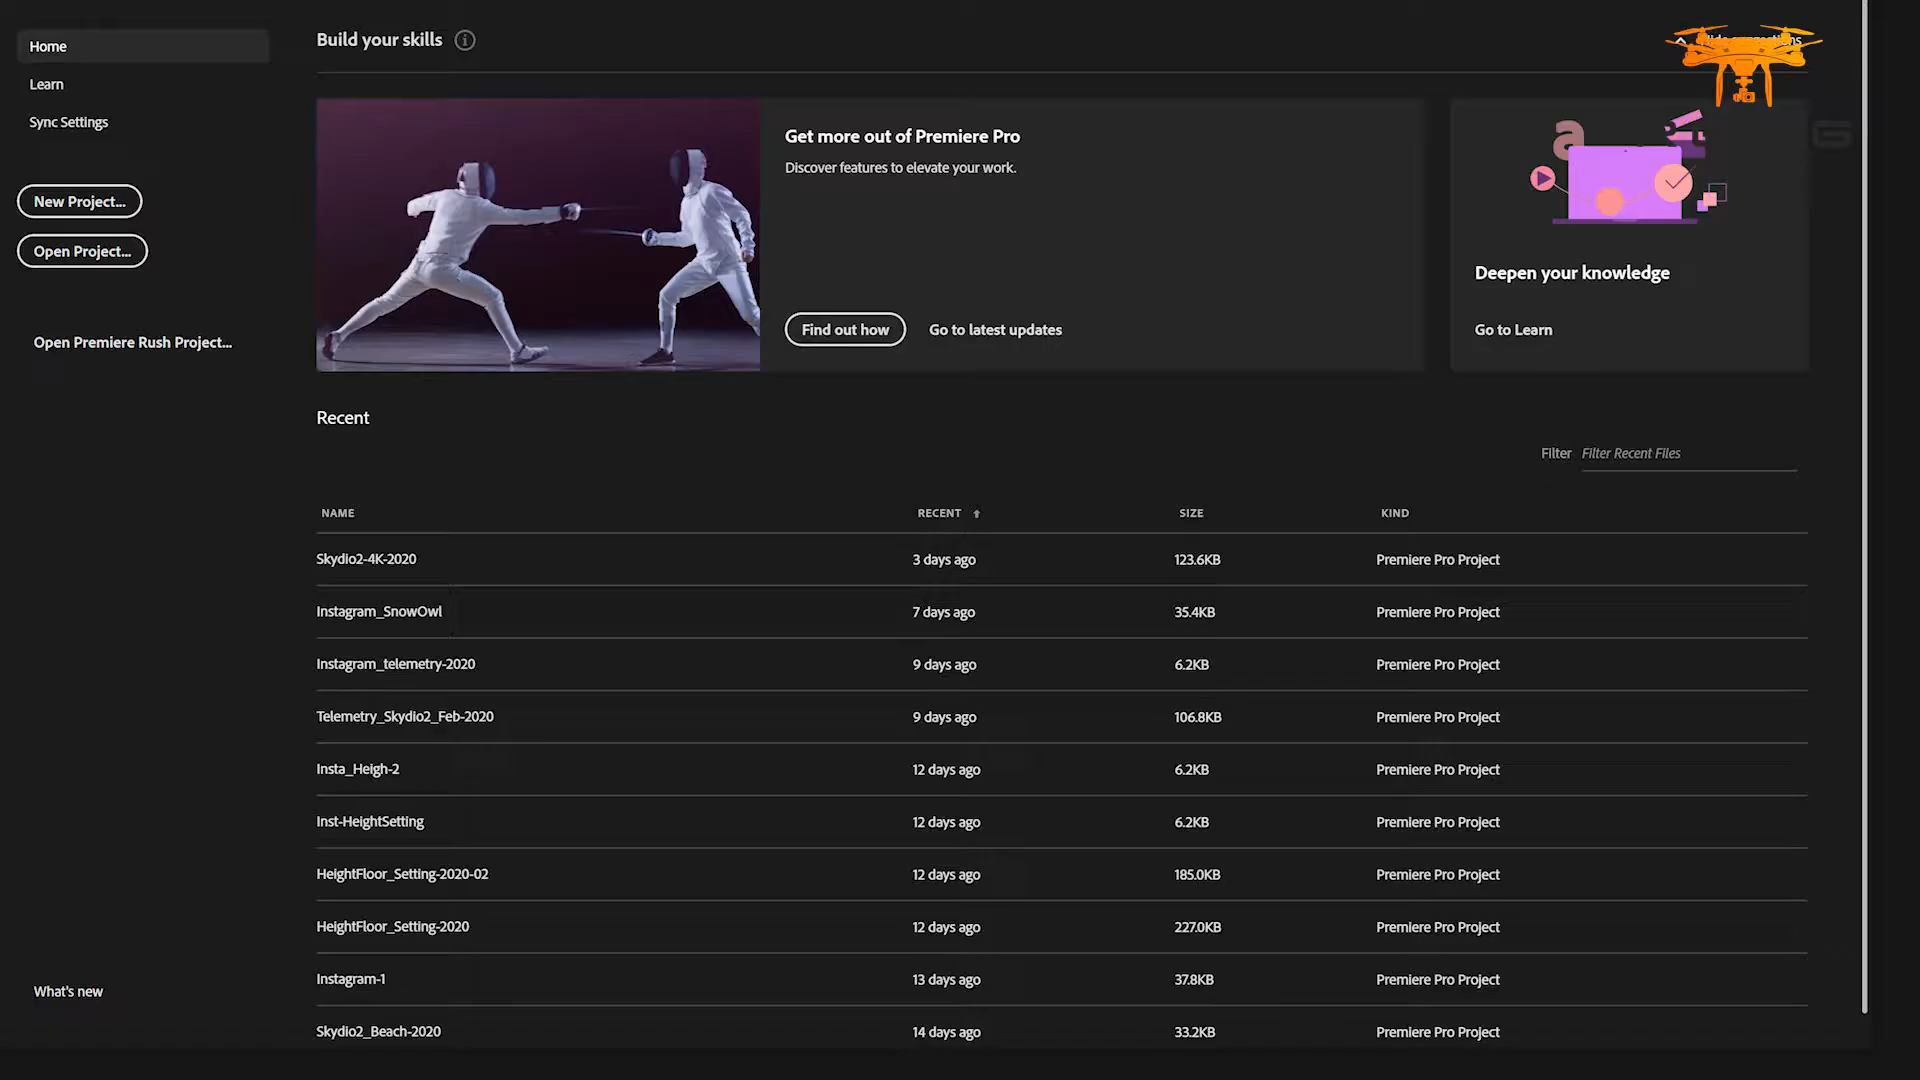 Home
Learn
Sync Settings
New Project...
Open Project...
Open Premiere Rush Project...
What's new
Build your skills
Get more out of Premiere Pro
Discover features to elevate your work.
Find out how
Go to latest updates
Deepen your knowledge
Go to Learn
Recent
Filter Filter Recent Files
NAME RECENT SIZE KIND
Skydio2-4K-2020 3 days ago 123.6KB Premiere Pro Project
Instagram_SnowOwl 7 days ago 35.4KB Premiere Pro Project
Instagram_telemetry-2020 9 days ago 6.2KB Premiere Pro Project
Telemetry_Skydio2_Feb-2020 9 days ago 106.8KB Premiere Pro Project
Insta_Heigh-2 12 days ago 6.2KB Premiere Pro Project
Inst-HeightSetting 12 days ago 6.2KB Premiere Pro Project
HeightFloor_Setting-2020-02 12 days ago 185.0KB Premiere Pro Project
HeightFloor_Setting-2020 12 days ago 227.0KB Premiere Pro Project
Instagram-1 13 days ago 37.8KB Premiere Pro Project
Skydio2_Beach-2020 14 days ago 33.2KB Premiere Pro Project